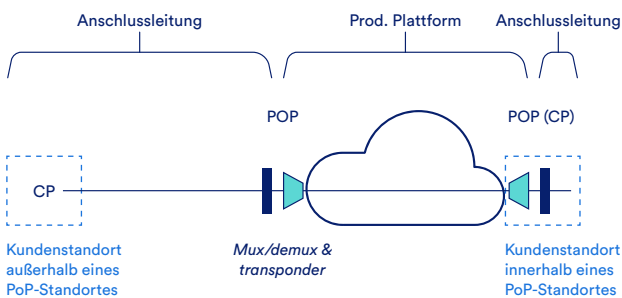 Anschlussleitung
Prod. Plattform
Anschlussleitung
POP
POP (CP)
CP
Kundenstandort
außerhalb eines
PoP-Standortes
Mux/demux &
transponder
Kundenstandort
innerhalb eines
PoP-Standortes